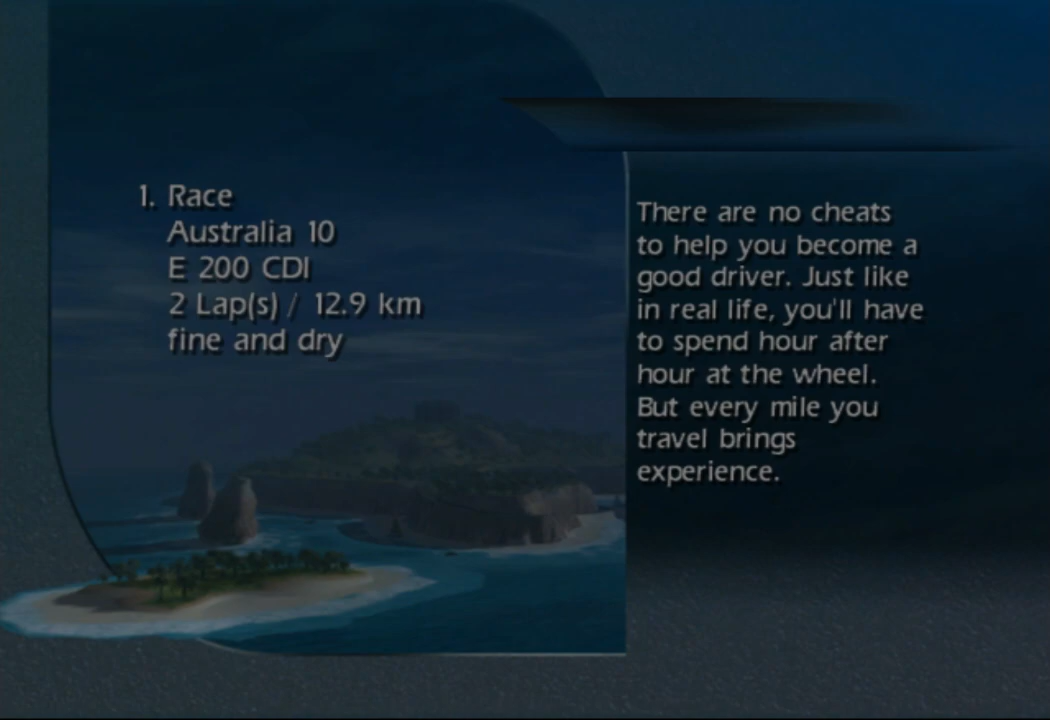 1. Race
Australia 10
E 200 CDI
2 Lap(s) / 12.9 km
fine and dry
There are no cheats
to help you become a
good driver. Just like
in real life, you'll have
to spend hour after
hour at the wheel.
But every mile you
travel brings
experience.